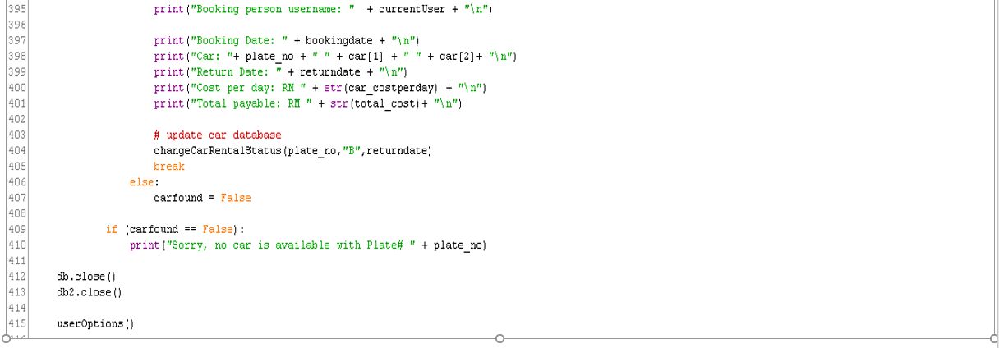 395 print("Booking person username: "  + currentUser + "\n")
396
397 print("Booking Date: " + bookingdate + "\n")
398 print("Car: "+ plate_no + " " + car[1] + " " + car[2]+ "\n")
399 print("Return Date: " + returndate + "\n")
400 print("Cost per day: RM " + str(car_costperday) + "\n")
401 print("Total payable: RM " + str(total_cost)+ "\n")
402
403 # update car database
404 changeCarRentalStatus(plate_no,"B",returndate)
405 break
406 else:
407 carfound = False
408
409 if (carfound == False):
410 print("Sorry, no car is available with Plate# " + plate_no)
411
412 db.close()
413 db2.close()
414
415 userOptions()